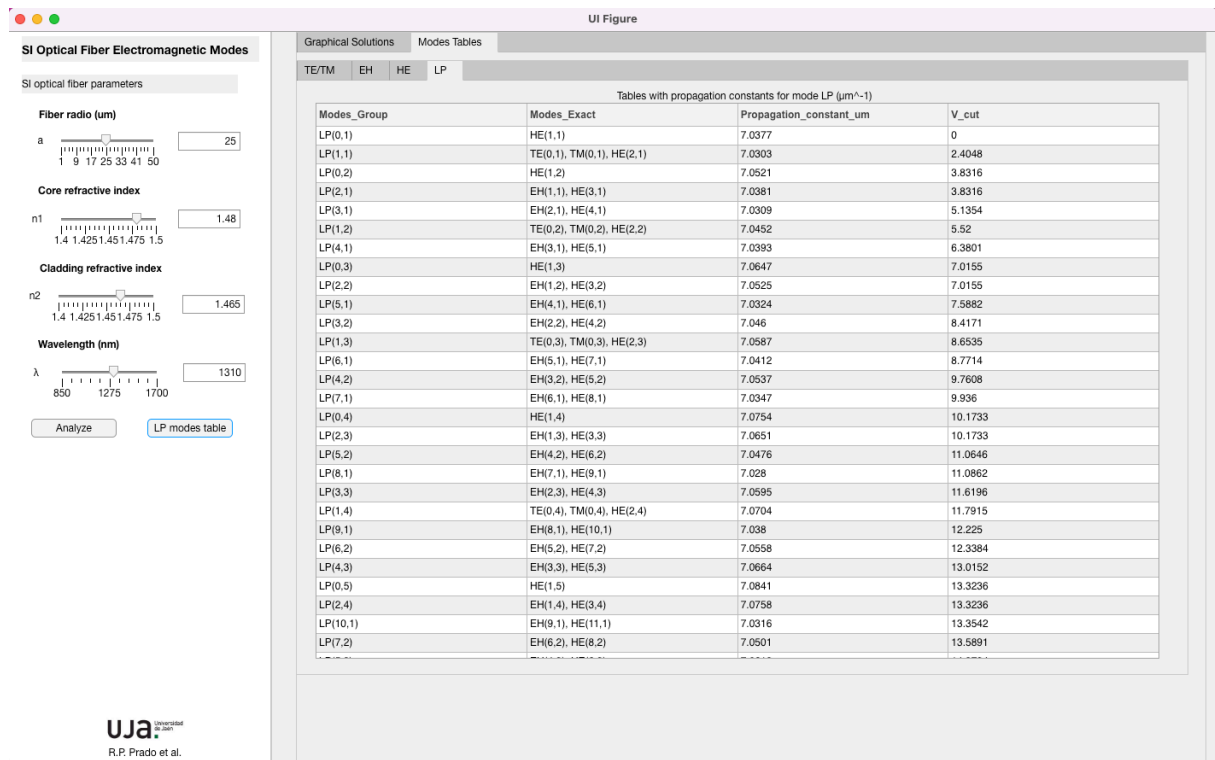 UI Figure
SI Optical Fiber Electromagnetic Modes
SI optical fiber parameters
Fiber radio (um)
a 25
1 9 17 25 33 41 50
Core refractive index
n1 1.48
1.4 1.425 1.45 1.475 1.5
Cladding refractive index
n2 1.465
1.4 1.425 1.45 1.475 1.5
Wavelength (nm)
λ 1310
850 1275 1700
Analyze LP modes table
uja. Universidad de Jaén
R.P. Prado et al.
Graphical Solutions Modes Tables
TE/TM EH HE LP
Tables with propagation constants for mode LP (µm^-1)
Modes_Group Modes_Exact Propagation_constant_um V_cut
LP(0,1) HE(1,1) 7.0377 0
LP(1,1) TE(0,1), TM(0,1), HE(2,1) 7.0303 2.4048
LP(0,2) HE(1,2) 7.0521 3.8316
LP(2,1) EH(1,1), HE(3,1) 7.0381 3.8316
LP(3,1) EH(2,1), HE(4,1) 7.0309 5.1354
LP(1,2) TE(0,2), TM(0,2), HE(2,2) 7.0452 5.52
LP(4,1) EH(3,1), HE(5,1) 7.0393 6.3801
LP(0,3) HE(1,3) 7.0647 7.0155
LP(2,2) EH(1,2), HE(3,2) 7.0525 7.0155
LP(5,1) EH(4,1), HE(6,1) 7.0324 7.5882
LP(3,2) EH(2,2), HE(4,2) 7.046 8.4171
LP(1,3) TE(0,3), TM(0,3), HE(2,3) 7.0587 8.6535
LP(6,1) EH(5,1), HE(7,1) 7.0412 8.7714
LP(4,2) EH(3,2), HE(5,2) 7.0537 9.7608
LP(7,1) EH(6,1), HE(8,1) 7.0347 9.936
LP(0,4) HE(1,4) 7.0754 10.1733
LP(2,3) EH(1,3), HE(3,3) 7.0651 10.1733
LP(5,2) EH(4,2), HE(6,2) 7.0476 11.0646
LP(8,1) EH(7,1), HE(9,1) 7.028 11.0862
LP(3,3) EH(2,3), HE(4,3) 7.0595 11.6196
LP(1,4) TE(0,4), TM(0,4), HE(2,4) 7.0704 11.7915
LP(9,1) EH(8,1), HE(10,1) 7.038 12.225
LP(6,2) EH(5,2), HE(7,2) 7.0558 12.3384
LP(4,3) EH(3,3), HE(5,3) 7.0664 13.0152
LP(0,5) HE(1,5) 7.0841 13.3236
LP(2,4) EH(1,4), HE(3,4) 7.0758 13.3236
LP(10,1) EH(9,1), HE(11,1) 7.0316 13.3542
LP(7,2) EH(6,2), HE(8,2) 7.0501 13.5891